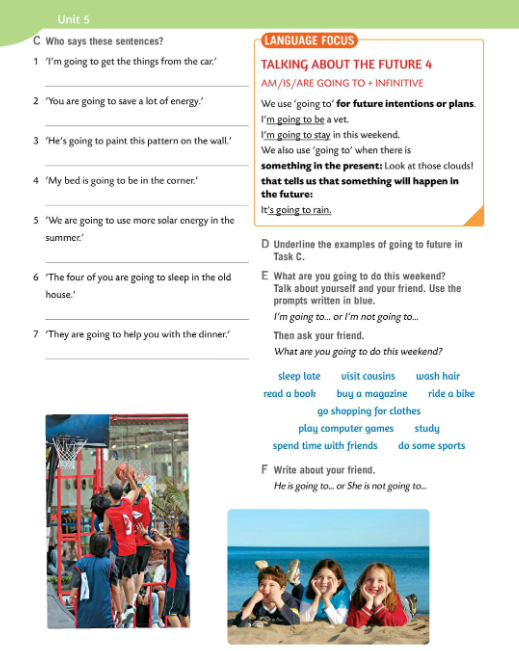 Unit 5
C Who says these sentences?
1 'I'm going to get the things from the car.'
2 'You are going to save a lot of energy.'
3 'He's going to paint this pattern on the wall.'
4 'My bed is going to be in the corner.'
5 'We are going to use more solar energy in the
summer.'
6 'The four of you are going to sleep in the old
house.'
7 'They are going to help you with the dinner.'
LANGUAGE FOCUS
TALKING ABOUT THE FUTURE 4
AM/IS/ARE GOING TO + INFINITIVE
We use 'going to' for future intentions or plans.
I'm going to be a vet.
I'm going to stay in this weekend.
We also use 'going to' when there is
something in the present: Look at those clouds!
that tells us that something will happen in
the future:
It's going to rain.
D Underline the examples of going to future in
Task C.
E What are you going to do this weekend?
Talk about yourself and your friend. Use the
prompts written in blue.
I'm going to... or I'm not going to...
Then ask your friend.
What are you going to do this weekend?
sleep late visit cousins wash hair
read a book buy a magazine ride a bike
go shopping for clothes
play computer games study
spend time with friends do some sports
F Write about your friend.
He is going to... or She is not going to...